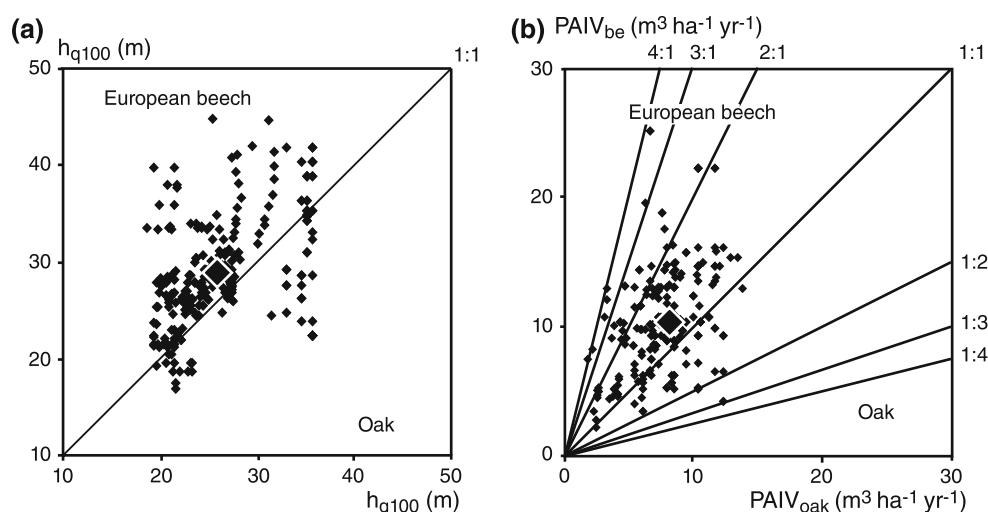 (a)
h_q100 (m)
1:1
50
European beech
40
30
20
Oak
10
10 20 30 40 50
h_q100 (m)
(b)
PAIV_be (m³ ha⁻¹ yr⁻¹)
4:1 3:1 2:1 1:1
30
European beech
20
1:2
10
1:3
1:4
Oak
0
0 10 20 30
PAIV_oak (m³ ha⁻¹ yr⁻¹)